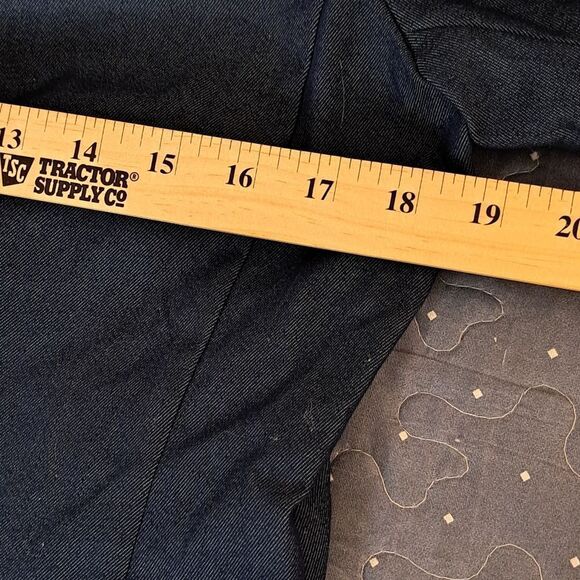 13 14 15 16 17 18 19 20
TSC TRACTOR®
SUPPLY CO